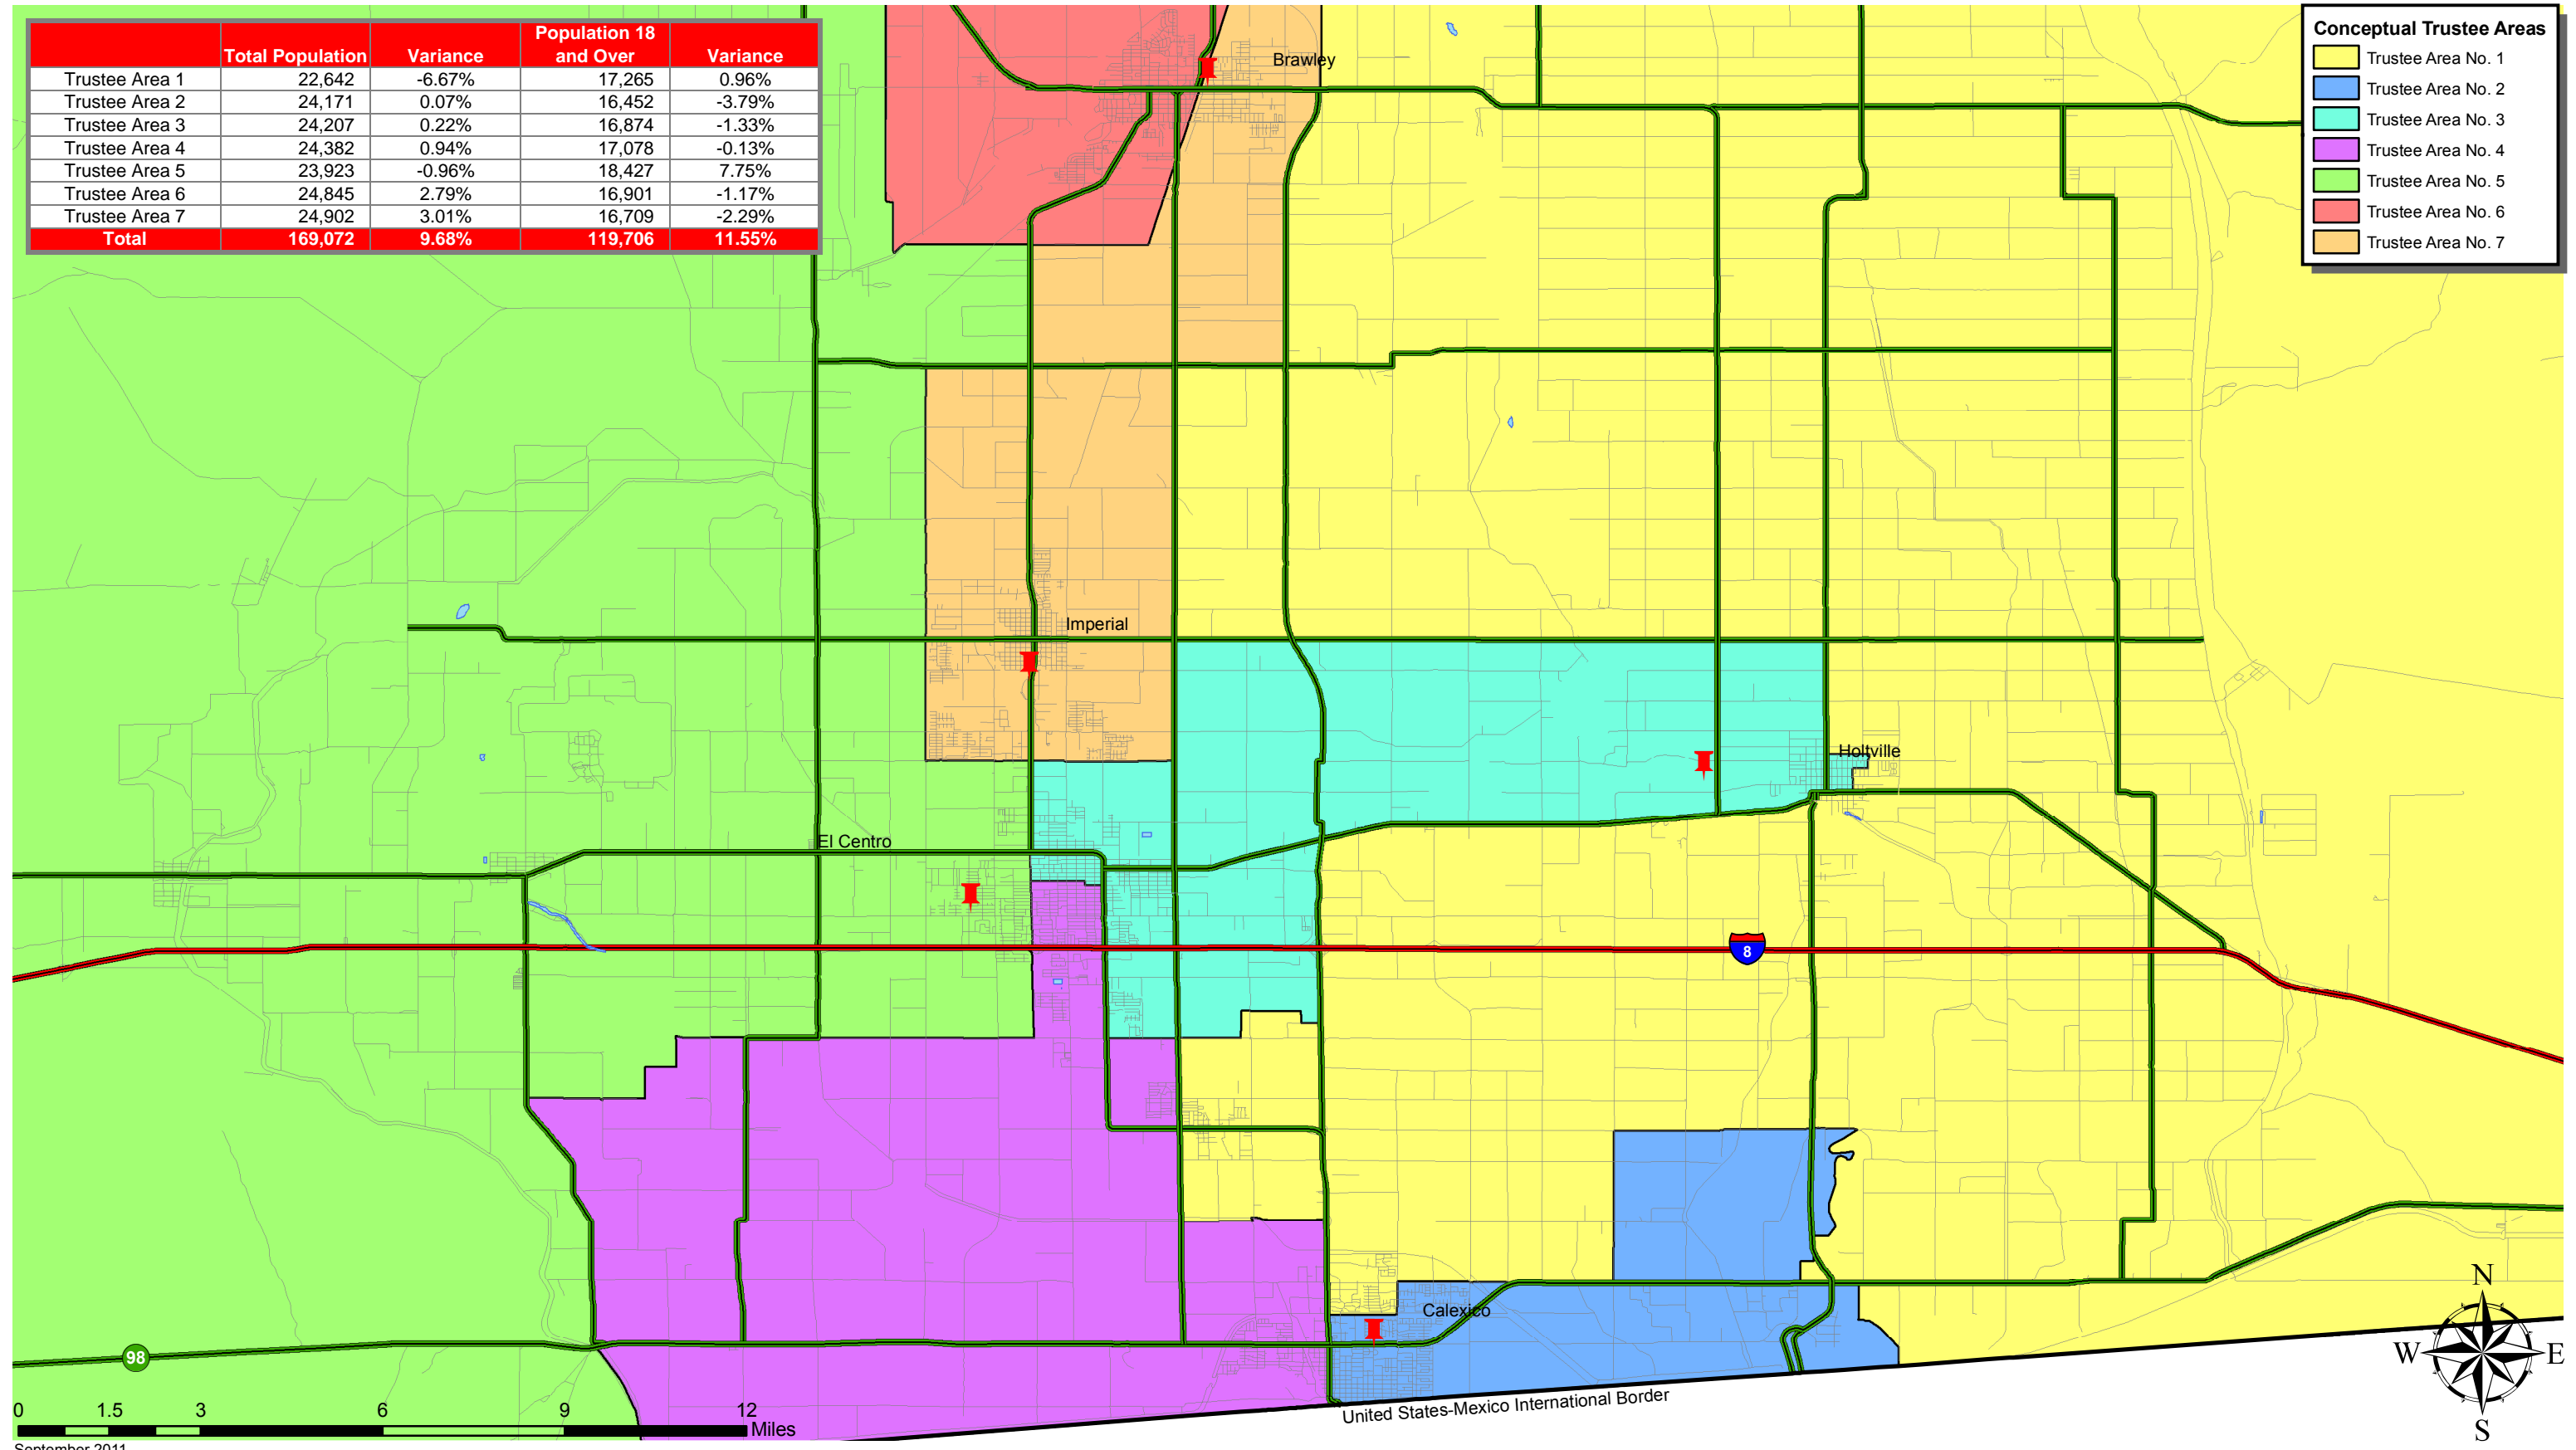 Total Population Variance Population 18 and Over Variance
Trustee Area 1 22,642 -6.67% 17,265 0.96%
Trustee Area 2 24,171 0.07% 16,452 -3.79%
Trustee Area 3 24,207 0.22% 16,874 -1.33%
Trustee Area 4 24,382 0.94% 17,078 -0.13%
Trustee Area 5 23,923 -0.96% 18,427 7.75%
Trustee Area 6 24,845 2.79% 16,901 -1.17%
Trustee Area 7 24,902 3.01% 16,709 -2.29%
Total 169,072 9.68% 119,706 11.55%
Conceptual Trustee Areas
Trustee Area No. 1
Trustee Area No. 2
Trustee Area No. 3
Trustee Area No. 4
Trustee Area No. 5
Trustee Area No. 6
Trustee Area No. 7
Brawley
Imperial
Holtville
El Centro
8
Calexico
98
N
W E
S
United States-Mexico International Border
0 1.5 3 6 9 12
Miles
September 2011